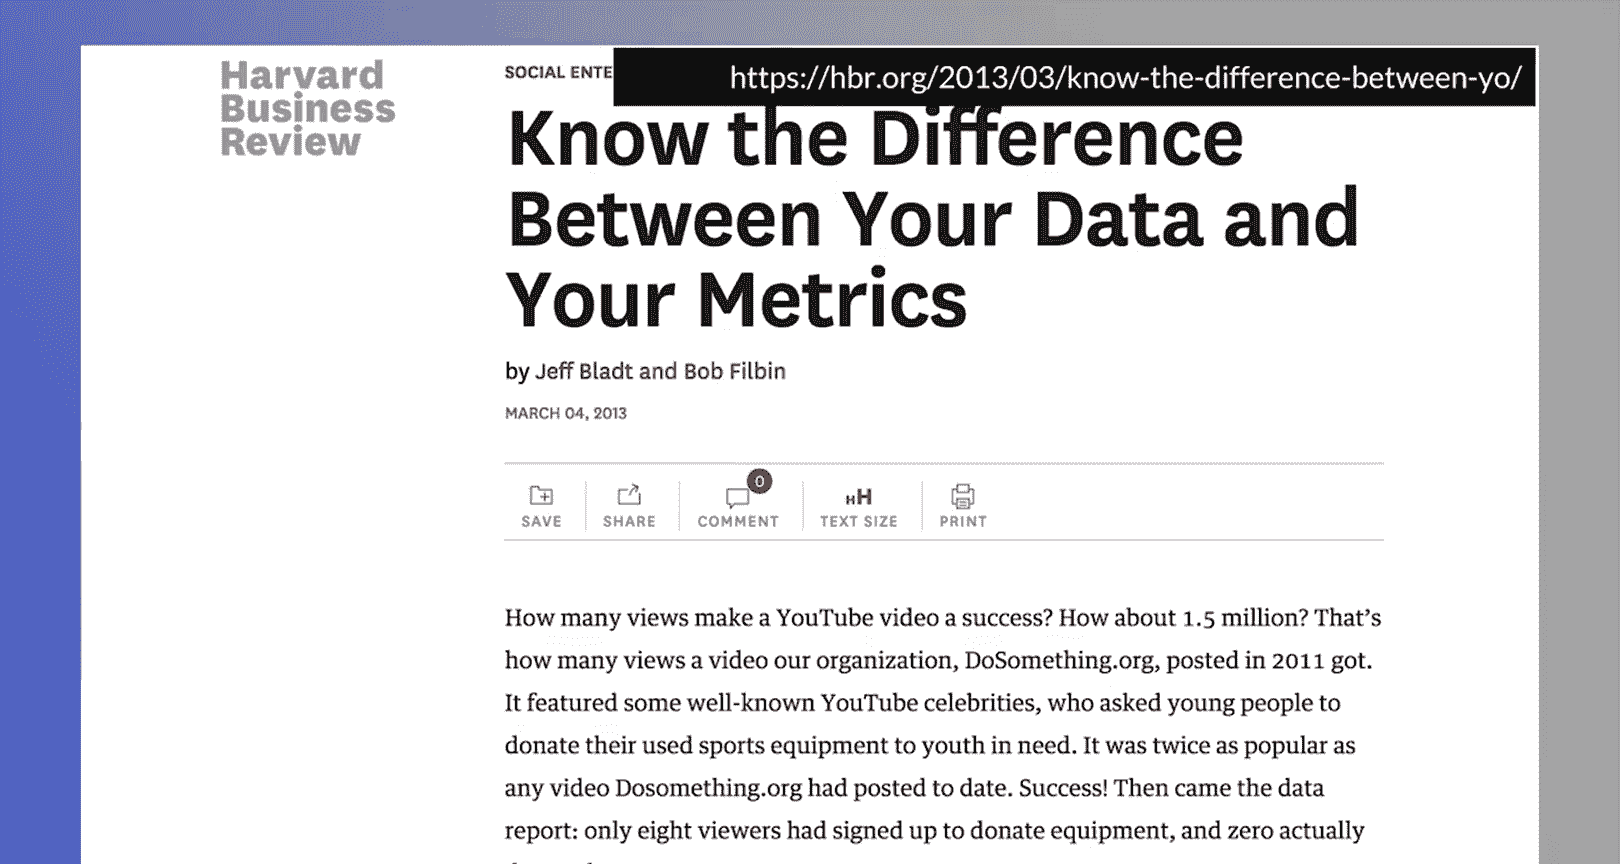 Harvard
Business
Review
SOCIAL ENTE
https://hbr.org/2013/03/know-the-difference-between-yo/
Know the Difference
Between Your Data and
Your Metrics
by Jeff Bladt and Bob Filbin
MARCH 04, 2013
0
SAVE SHARE COMMENT HH TEXT SIZE PRINT
How many views make a YouTube video a success? How about 1.5 million? That’s
how many views a video our organization, DoSomething.org, posted in 2011 got.
It featured some well-known YouTube celebrities, who asked young people to
donate their used sports equipment to youth in need. It was twice as popular as
any video Dosomething.org had posted to date. Success! Then came the data
report: only eight viewers had signed up to donate equipment, and zero actually